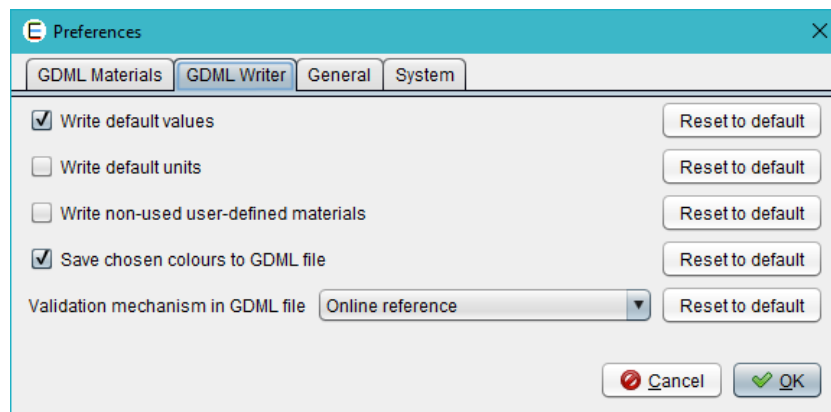 E Preferences
GDML Materials GDML Writer General System
Write default values Reset to default
Write default units Reset to default
Write non-used user-defined materials Reset to default
Save chosen colours to GDML file Reset to default
Validation mechanism in GDML file Online reference Reset to default
Cancel OK